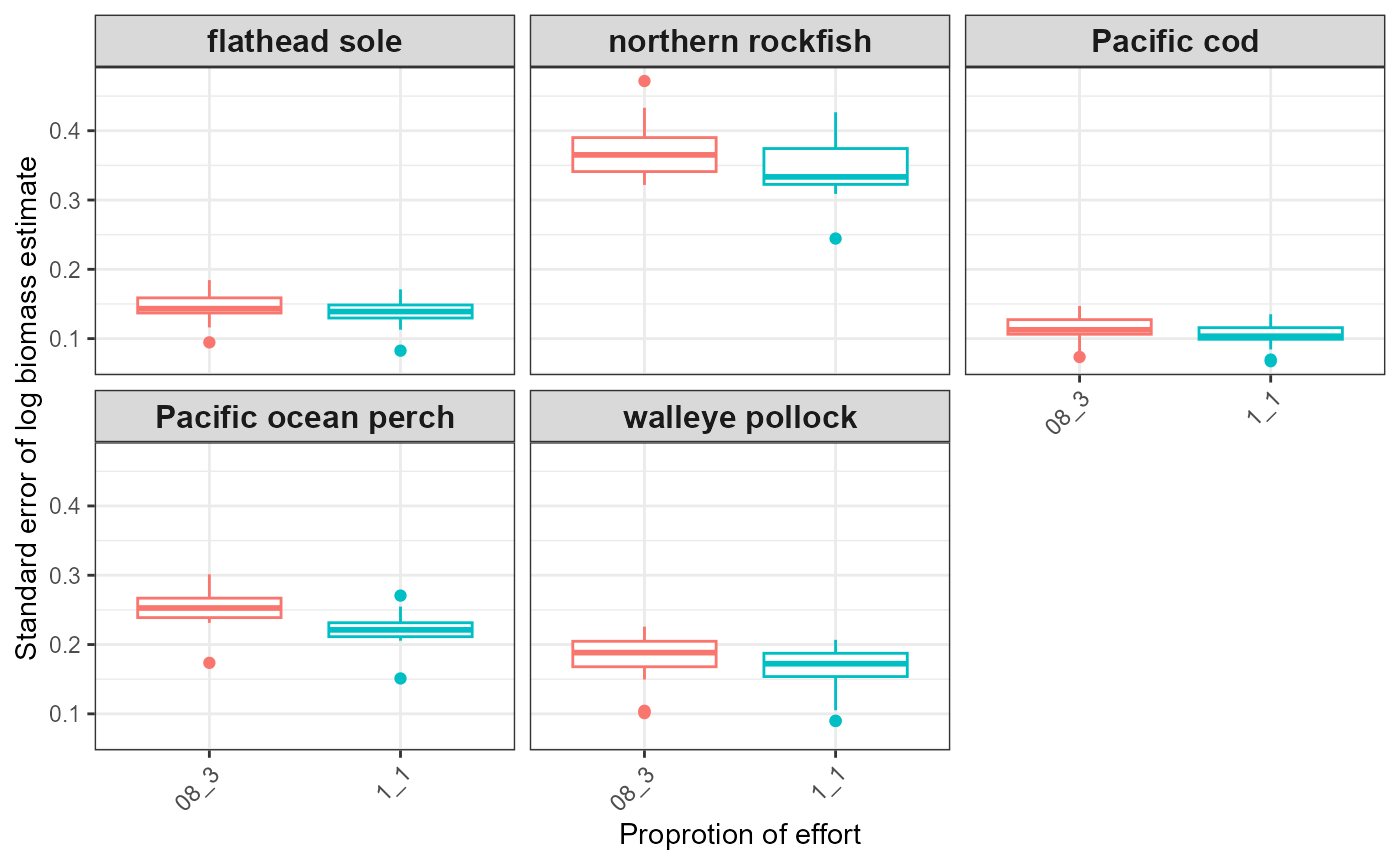 flathead sole
northern rockfish
Pacific cod
0.4
0.3
0.2
0.1
08_3
1_1
Pacific ocean perch
walleye pollock
0.4
0.3
0.2
0.1
08_3
1_1
08_3
1_1
Standard error of log biomass estimate
Proprotion of effort